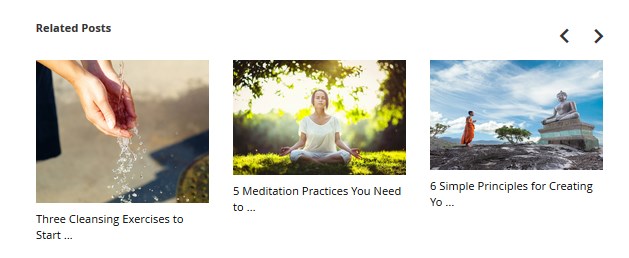 Related Posts
Three Cleansing Exercises to
Start ...
5 Meditation Practices You Need
to ...
6 Simple Principles for Creating
Yo ...